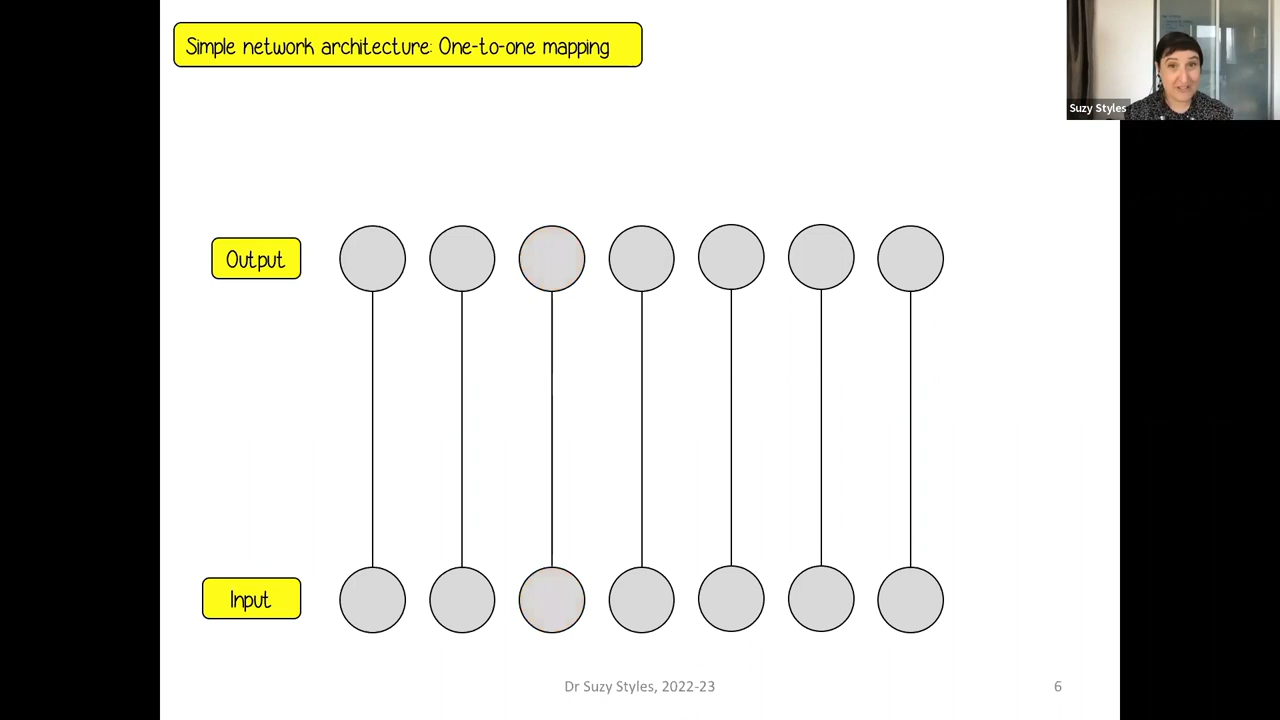 Simple network architecture: One-to-one mapping
Suzy Styles
Output
Input
Dr Suzy Styles, 2022-23
6